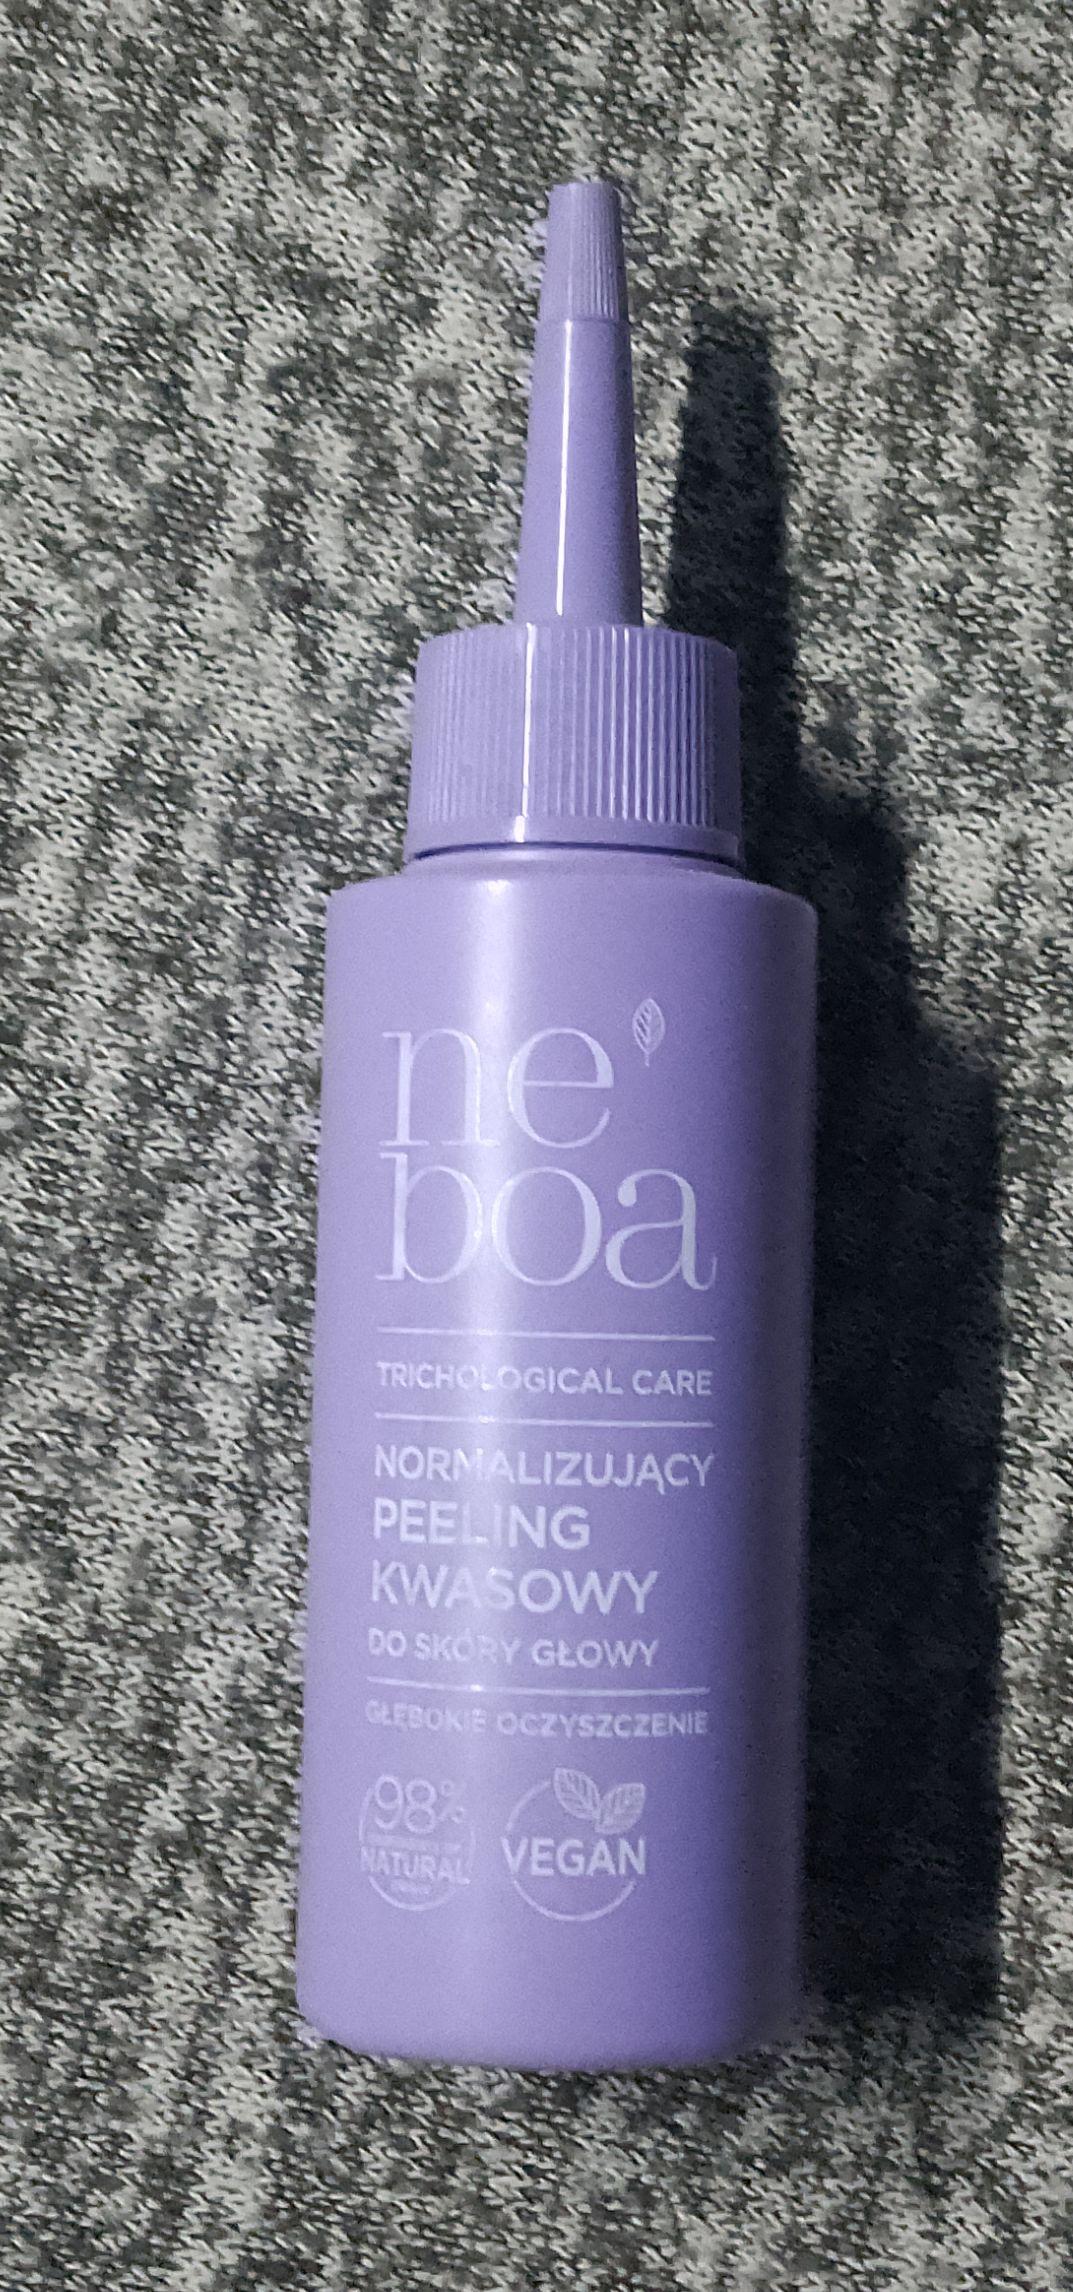 ne
boa
TRICHOLOGICAL CARE
NORMALIZUJĄCY
PEELING
KWASOWY
DO SKÓRY GŁOWY
GŁĘBOKIE OCZYSZCZENIE
98%
NATURAL
VEGAN